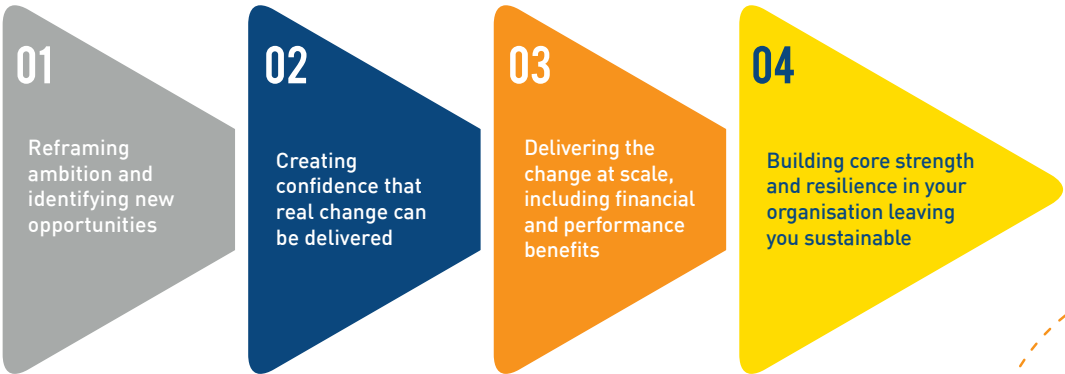 01
Reframing
ambition and
identifying new
opportunities
02
Creating
confidence that
real change can
be delivered
03
Delivering the
change at scale,
including financial
and performance
benefits
04
Building core strength
and resilience in your
organisation leaving
you sustainable